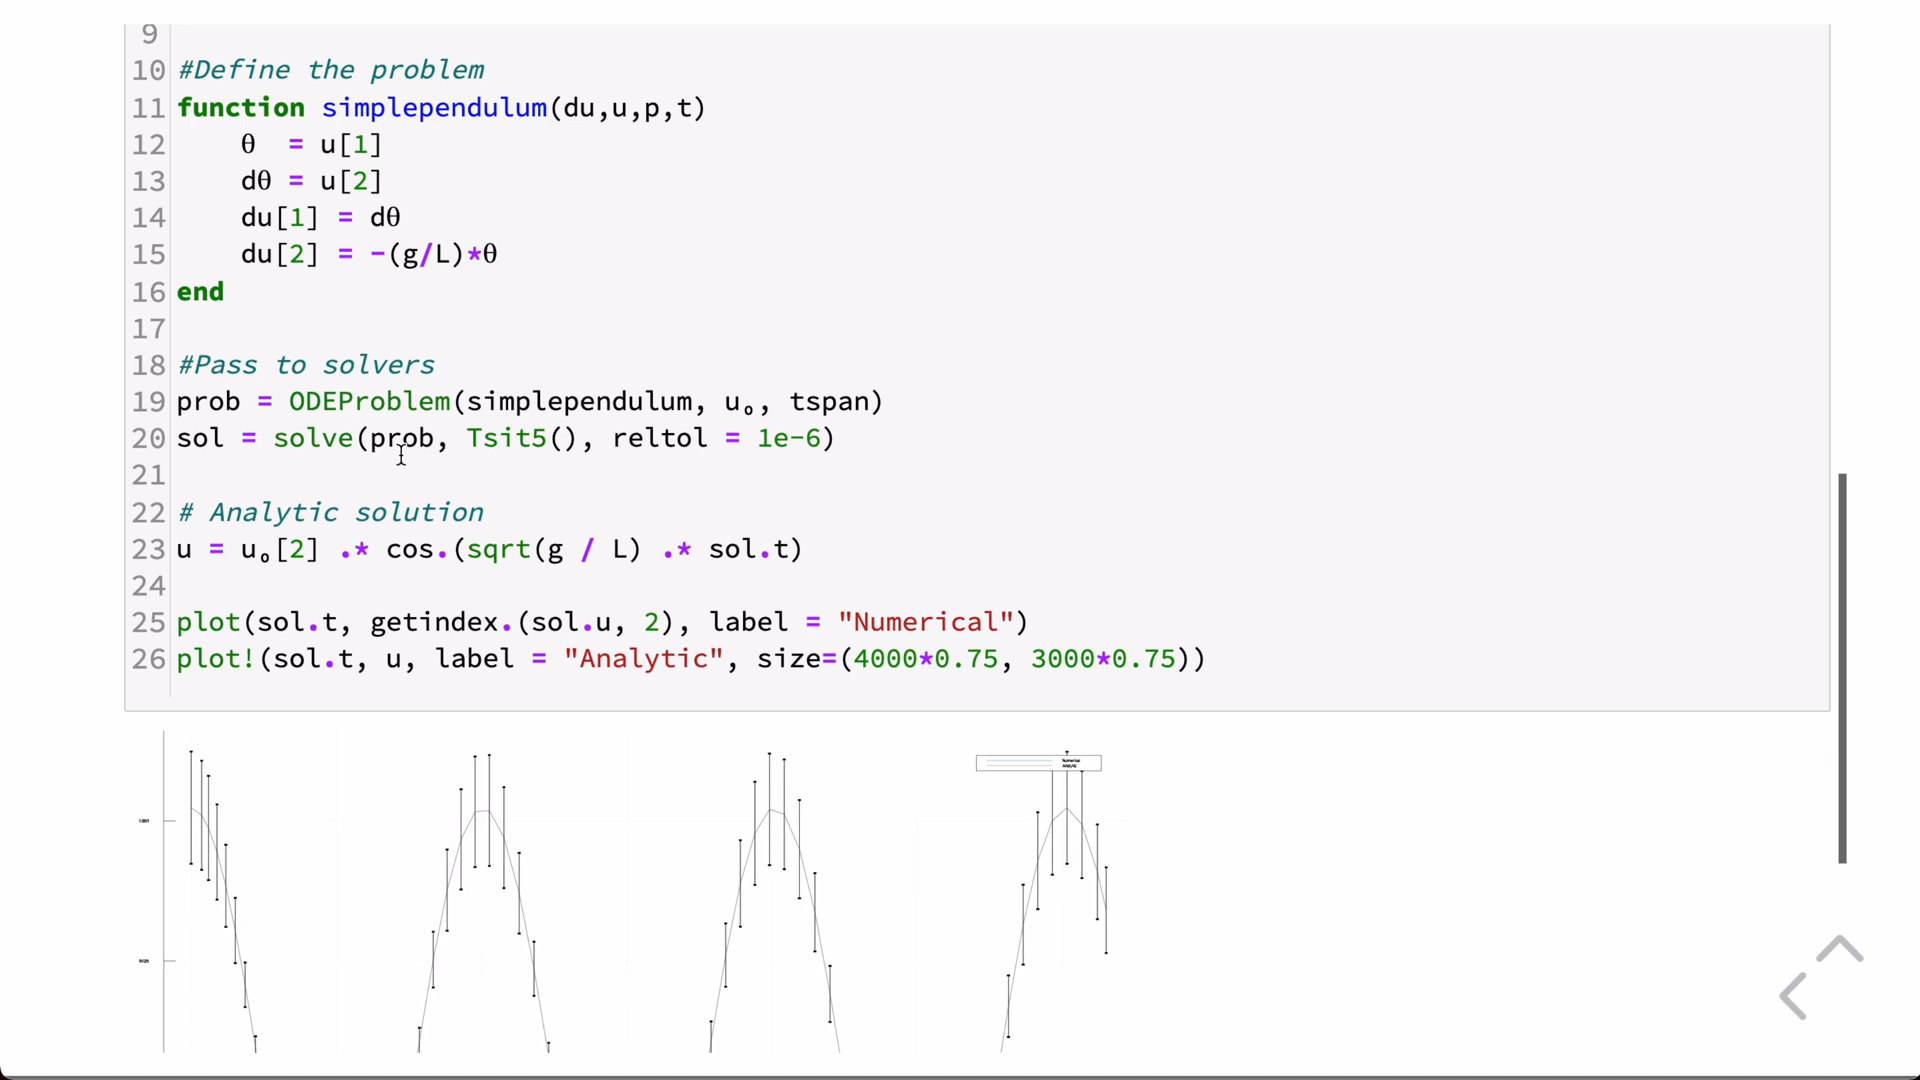 9
10 #Define the problem
11 function simplependulum(du,u,p,t)
12     θ  = u[1]
13     dθ = u[2]
14     du[1] = dθ
15     du[2] = -(g/L)*θ
16 end
17
18 #Pass to solvers
19 prob = ODEProblem(simplependulum, u₀, tspan)
20 sol = solve(prob, Tsit5(), reltol = 1e-6)
21
22 # Analytic solution
23 u = u₀[2] .* cos.(sqrt(g / L) .* sol.t)
24
25 plot(sol.t, getindex.(sol.u, 2), label = "Numerical")
26 plot!(sol.t, u, label = "Analytic", size=(4000*0.75, 3000*0.75))
Numerical
Analytic